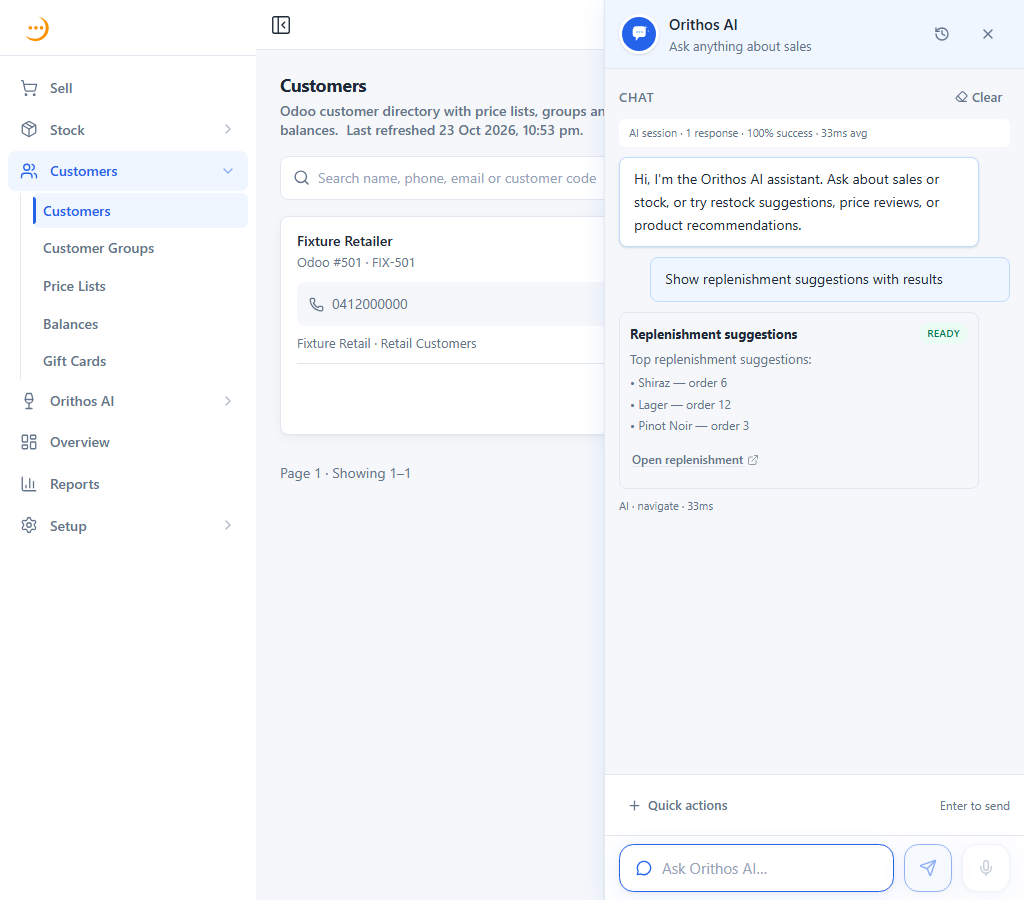 Sell
Stock
Customers
Customers
Customer Groups
Price Lists
Balances
Gift Cards
Orithos AI
Overview
Reports
Setup
Customers
Odoo customer directory with price lists, groups an
balances. Last refreshed 23 Oct 2026, 10:53 pm.
Search name, phone, email or customer code
Fixture Retailer
Odoo #501 · FIX-501
0412000000
Fixture Retail · Retail Customers
Page 1 · Showing 1–1
Orithos AI
Ask anything about sales
CHAT
Clear
AI session · 1 response · 100% success · 33ms avg
Hi, I'm the Orithos AI assistant. Ask about sales or
stock, or try restock suggestions, price reviews, or
product recommendations.
Show replenishment suggestions with results
Replenishment suggestions
READY
Top replenishment suggestions:
• Shiraz — order 6
• Lager — order 12
• Pinot Noir — order 3
Open replenishment
AI · navigate · 33ms
Quick actions
Enter to send
Ask Orithos AI...